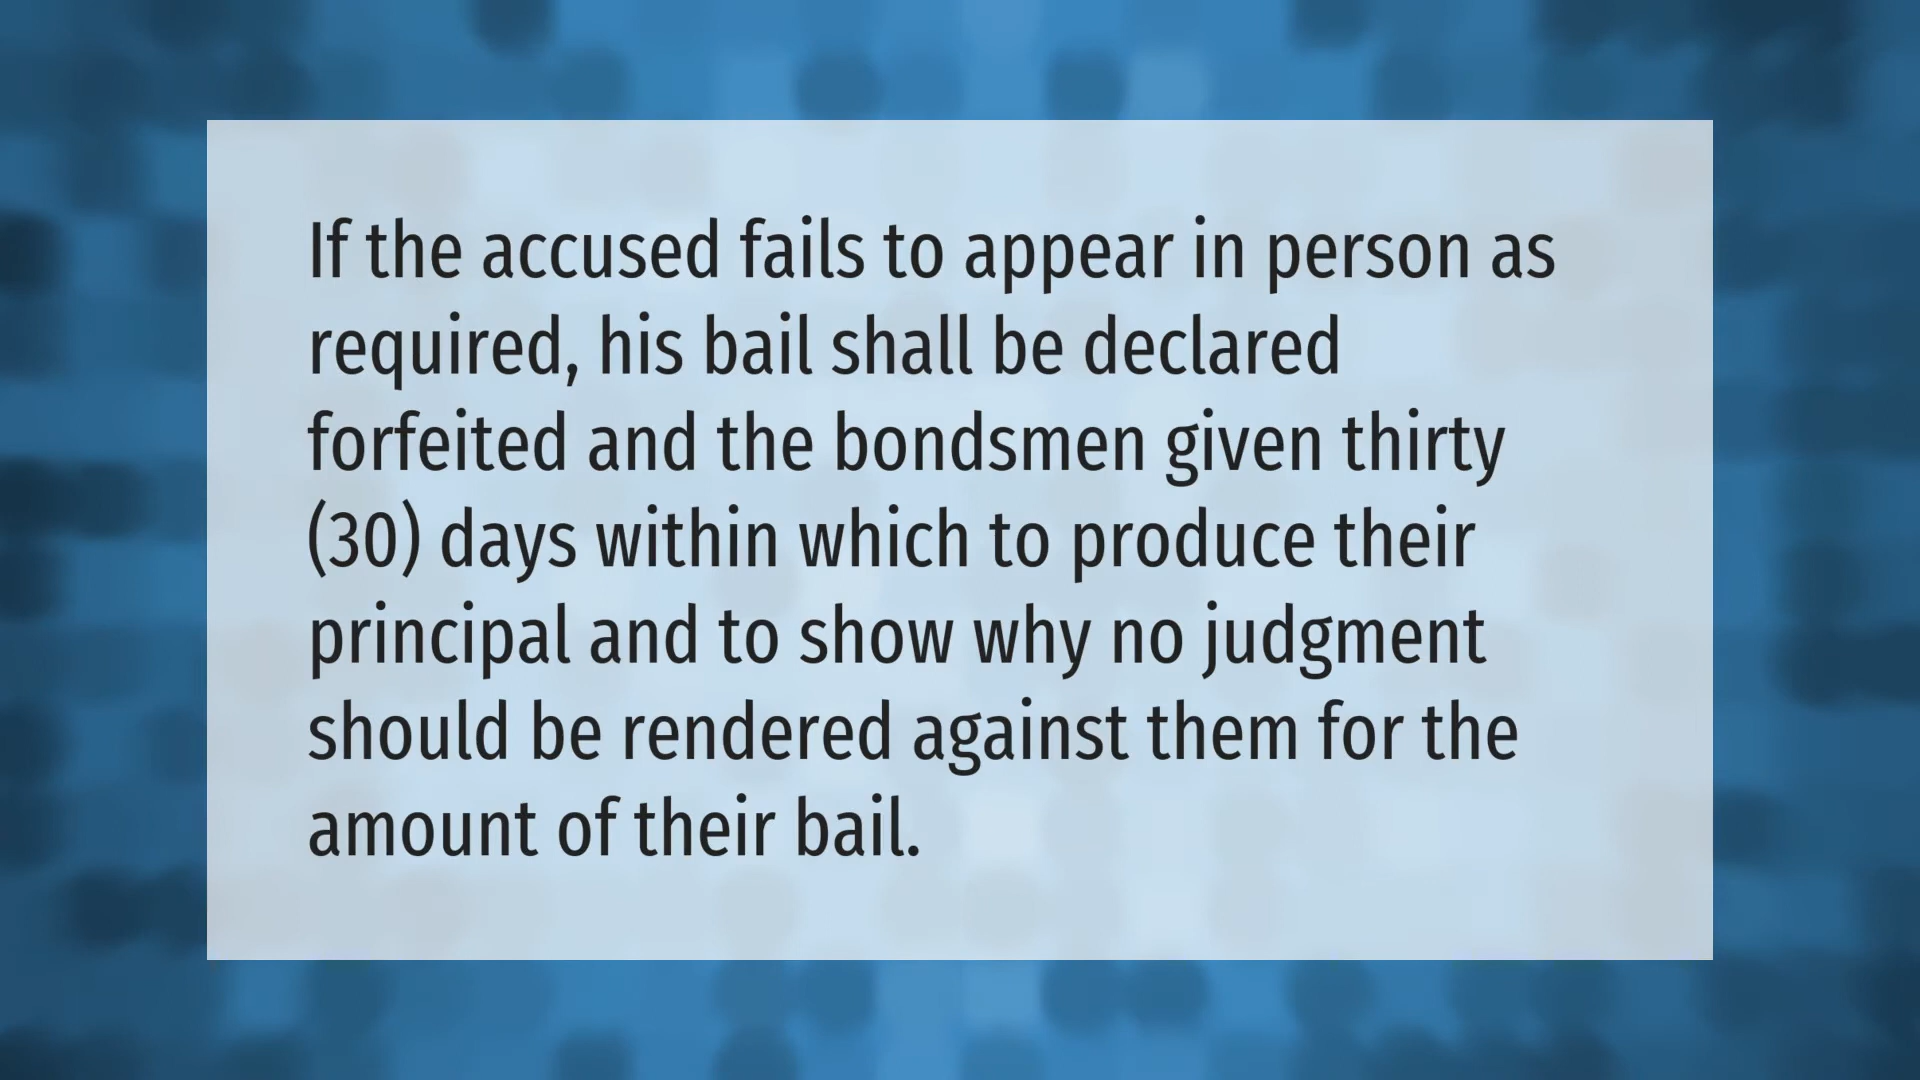 If the accused fails to appear in person as
required, his bail shall be declared
forfeited and the bondsmen given thirty
(30) days within which to produce their
principal and to show why no judgment
should be rendered against them for the
amount of their bail.